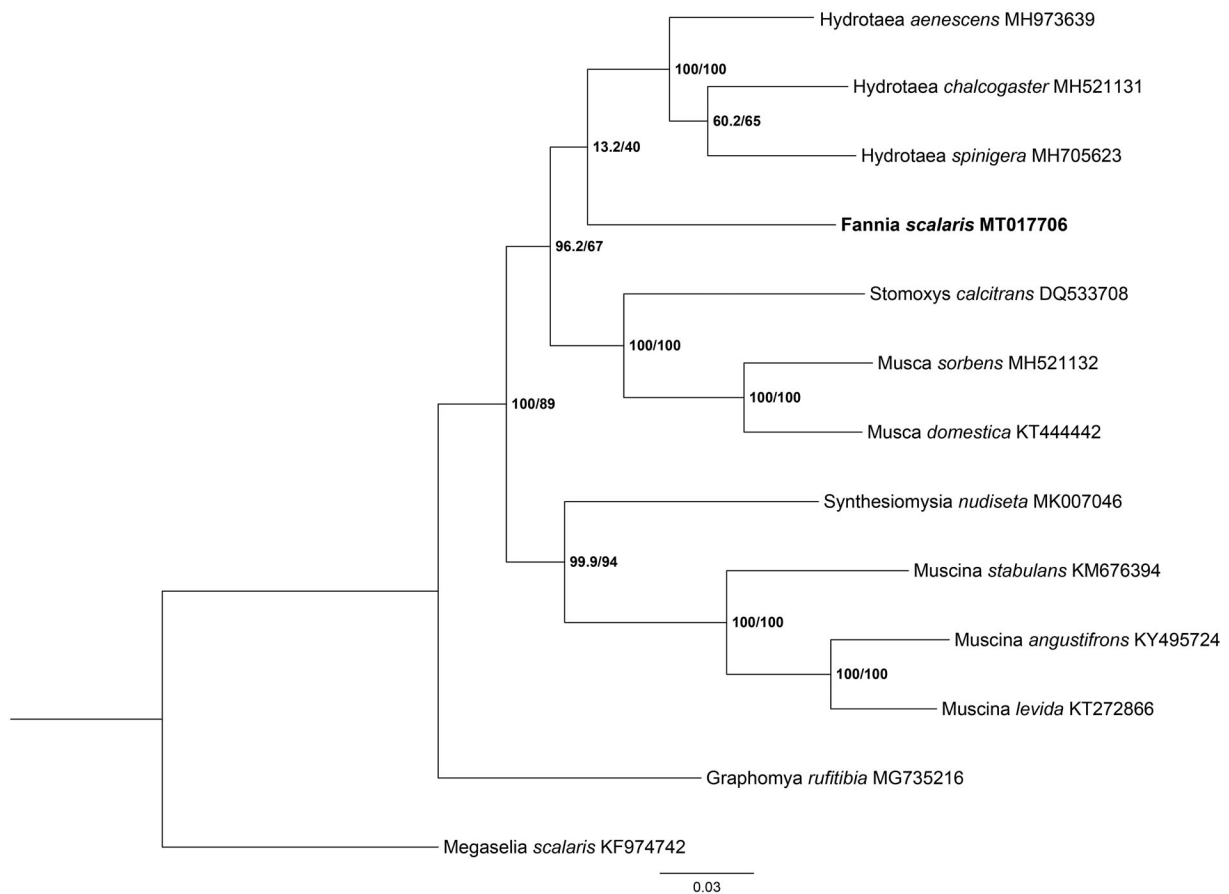 Hydrotaea aenescens MH973639
100/100
Hydrotaea chalcogaster MH521131
60.2/65
13.2/40
Hydrotaea spinigera MH705623
Fannia scalaris MT017706
96.2/67
Stomoxys calcitrans DQ533708
100/100
Musca sorbens MH521132
100/100
100/89
Musca domestica KT444442
Synthesiomysia nudiseta MK007046
99.9/94
Muscina stabulans KM676394
100/100
Muscina angustifrons KY495724
100/100
Muscina levida KT272866
Graphomya rufitibia MG735216
Megaselia scalaris KF974742
0.03